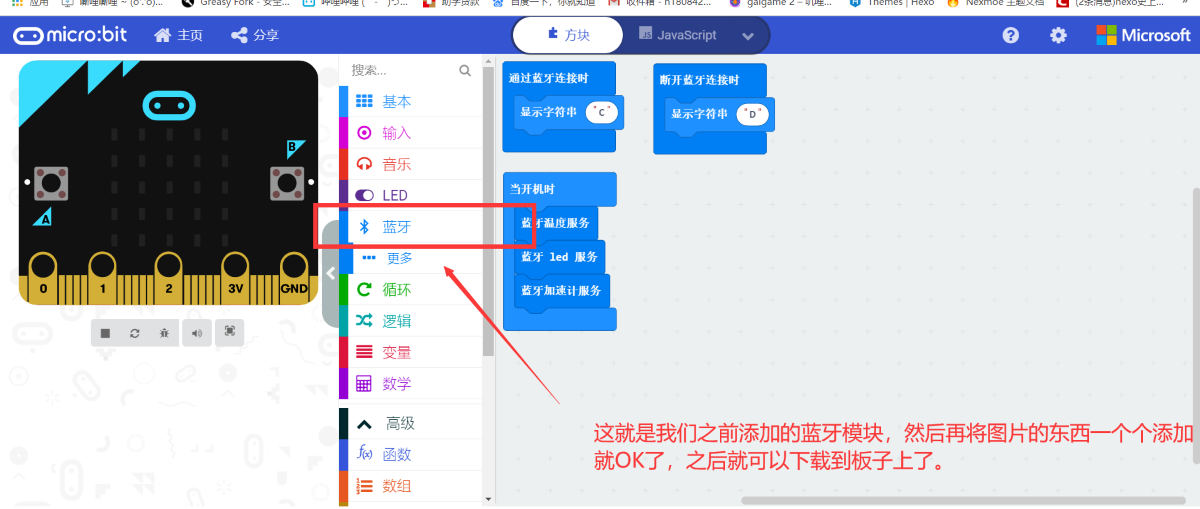 应用
嘣哩嘣哩 ~ (o゜o)...
Greasy Fork - 安全...
哔哩哔哩 (゜-゜)つ...
助学贷款
百度一下，你就知道
收件箱 - h180842...
galgame 2 – 叽哩...
Themes | Hexo
Nexmoe 主题文档
(2条消息)hexo史上...
micro:bit
主页
分享
方块
JavaScript
Microsoft
搜索...
基本
输入
音乐
LED
蓝牙
更多
循环
逻辑
变量
数学
高级
函数
数组
B
A
0
1
2
3V
GND
通过蓝牙连接时
显示字符串 "C"
断开蓝牙连接时
显示字符串 "D"
当开机时
蓝牙温度服务
蓝牙 led 服务
蓝牙加速计服务
这就是我们之前添加的蓝牙模块，然后再将图片的东西一个个添加
就OK了，之后就可以下载到板子上了。